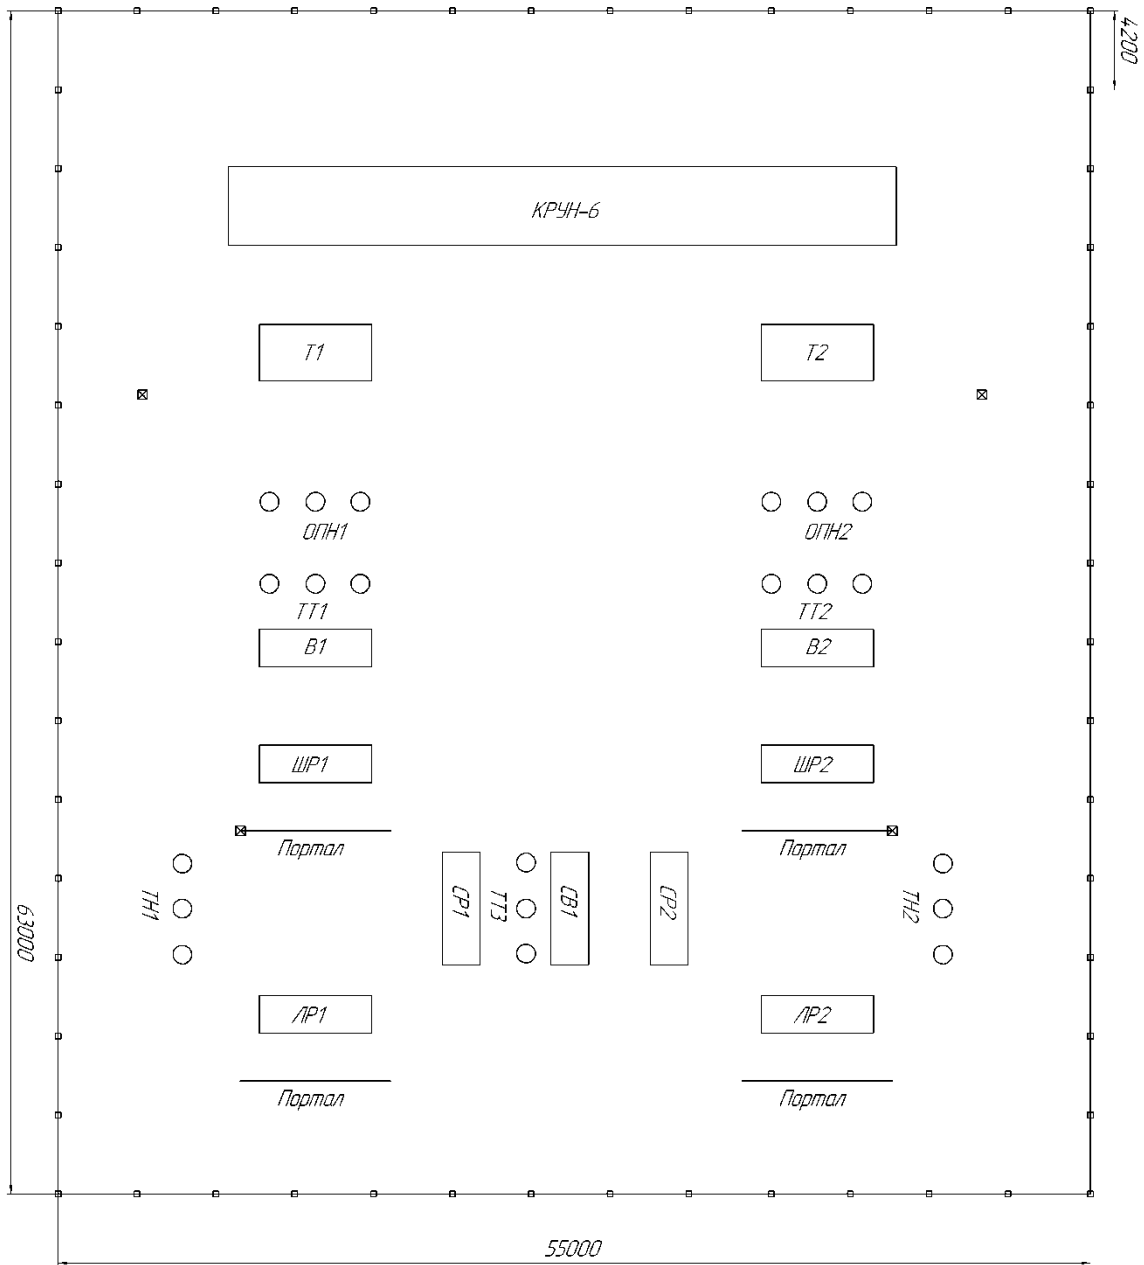 4200
КРУН-6
Т1
Т2
ОПН1
ОПН2
ТТ1
ТТ2
В1
В2
ШР1
ШР2
Портал
Портал
ТН1
СР1
ТТ3
СВ1
СР2
ТН2
63000
ЛР1
ЛР2
Портал
Портал
55000